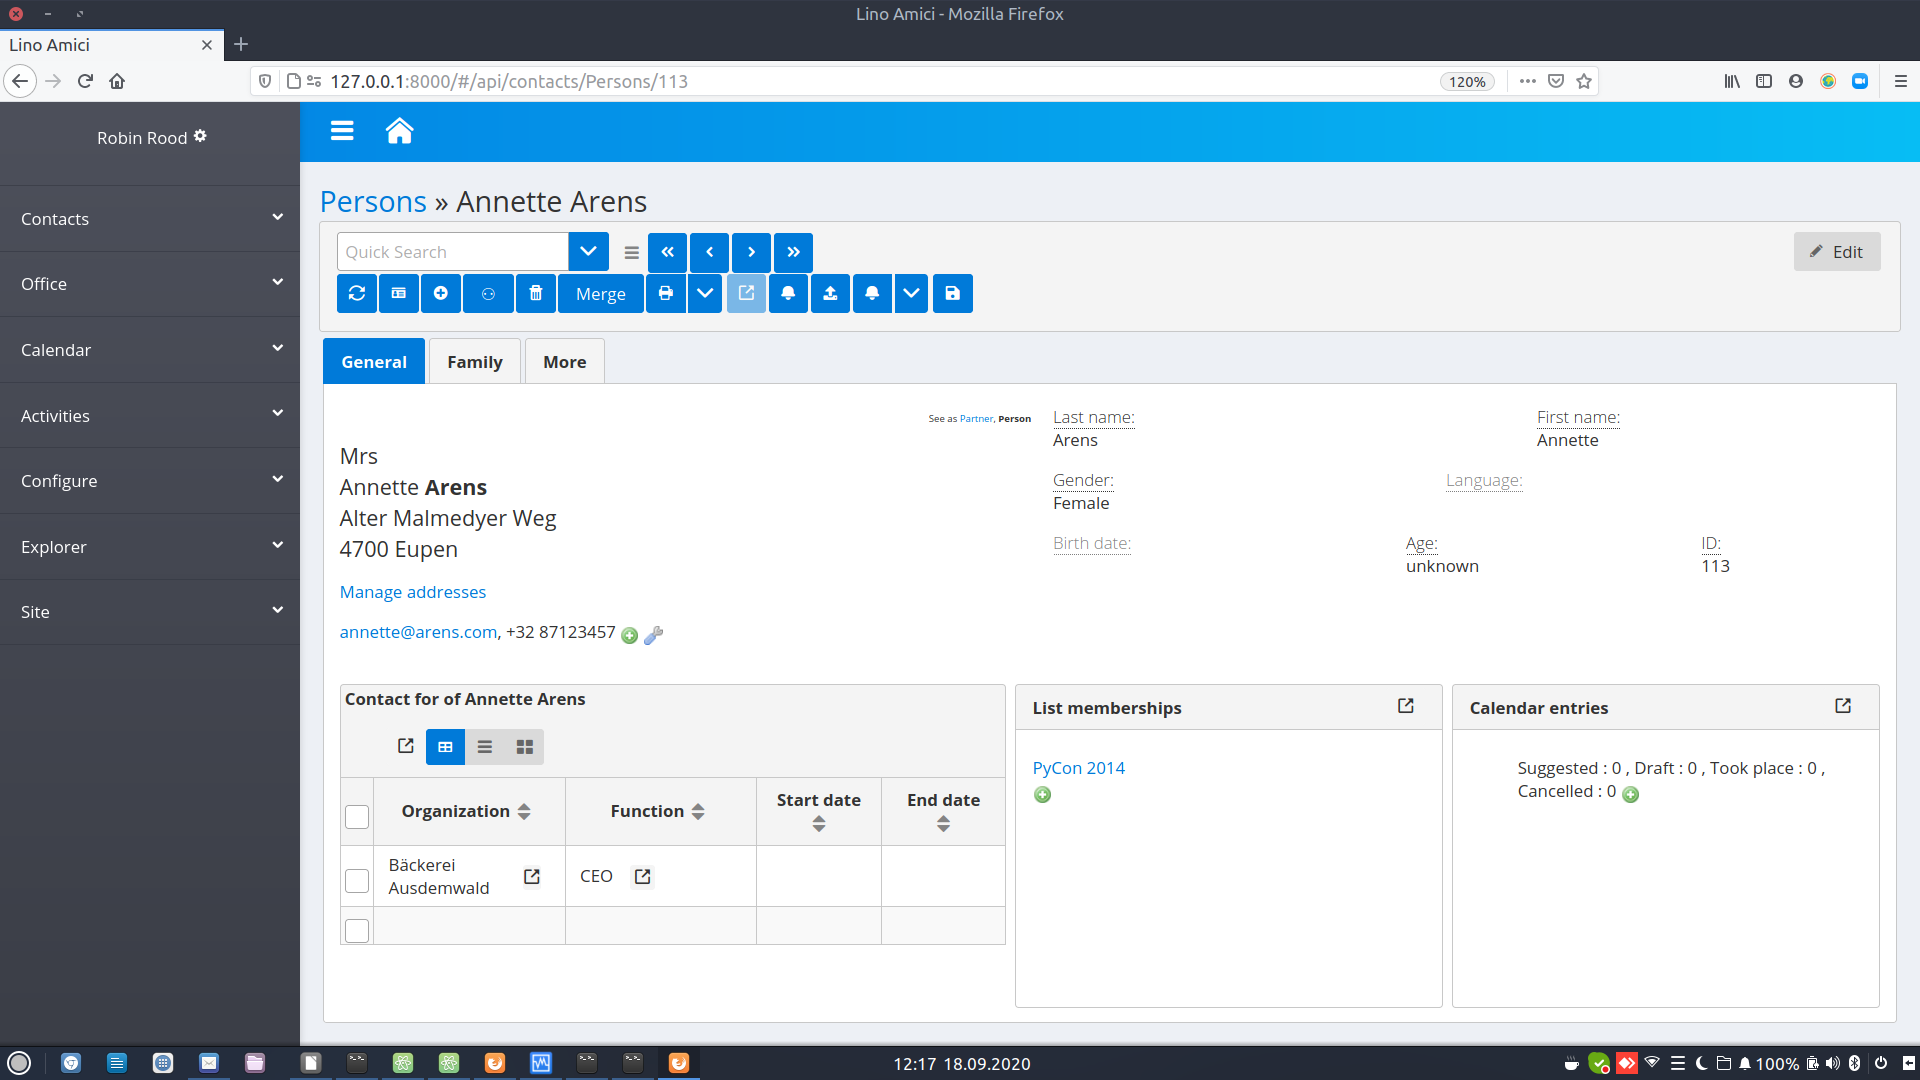 Lino Amici - Mozilla Firefox
Lino Amici
127.0.0.1:8000/#/api/contacts/Persons/113
120%
Robin Rood
Contacts
Office
Calendar
Activities
Configure
Explorer
Site
Persons » Annette Arens
Quick Search
Edit
Merge
General
Family
More
See as Partner, Person
Mrs
Annette Arens
Alter Malmedyer Weg
4700 Eupen
Manage addresses
annette@arens.com, +32 87123457
Last name:
Arens
First name:
Annette
Gender:
Female
Language:
Birth date:
Age:
unknown
ID:
113
Contact for of Annette Arens
Organization
Function
Start date
End date
Bäckerei
Ausdemwald
CEO
List memberships
PyCon 2014
Calendar entries
Suggested : 0 , Draft : 0 , Took place : 0 ,
Cancelled : 0
12:17 18.09.2020
100%